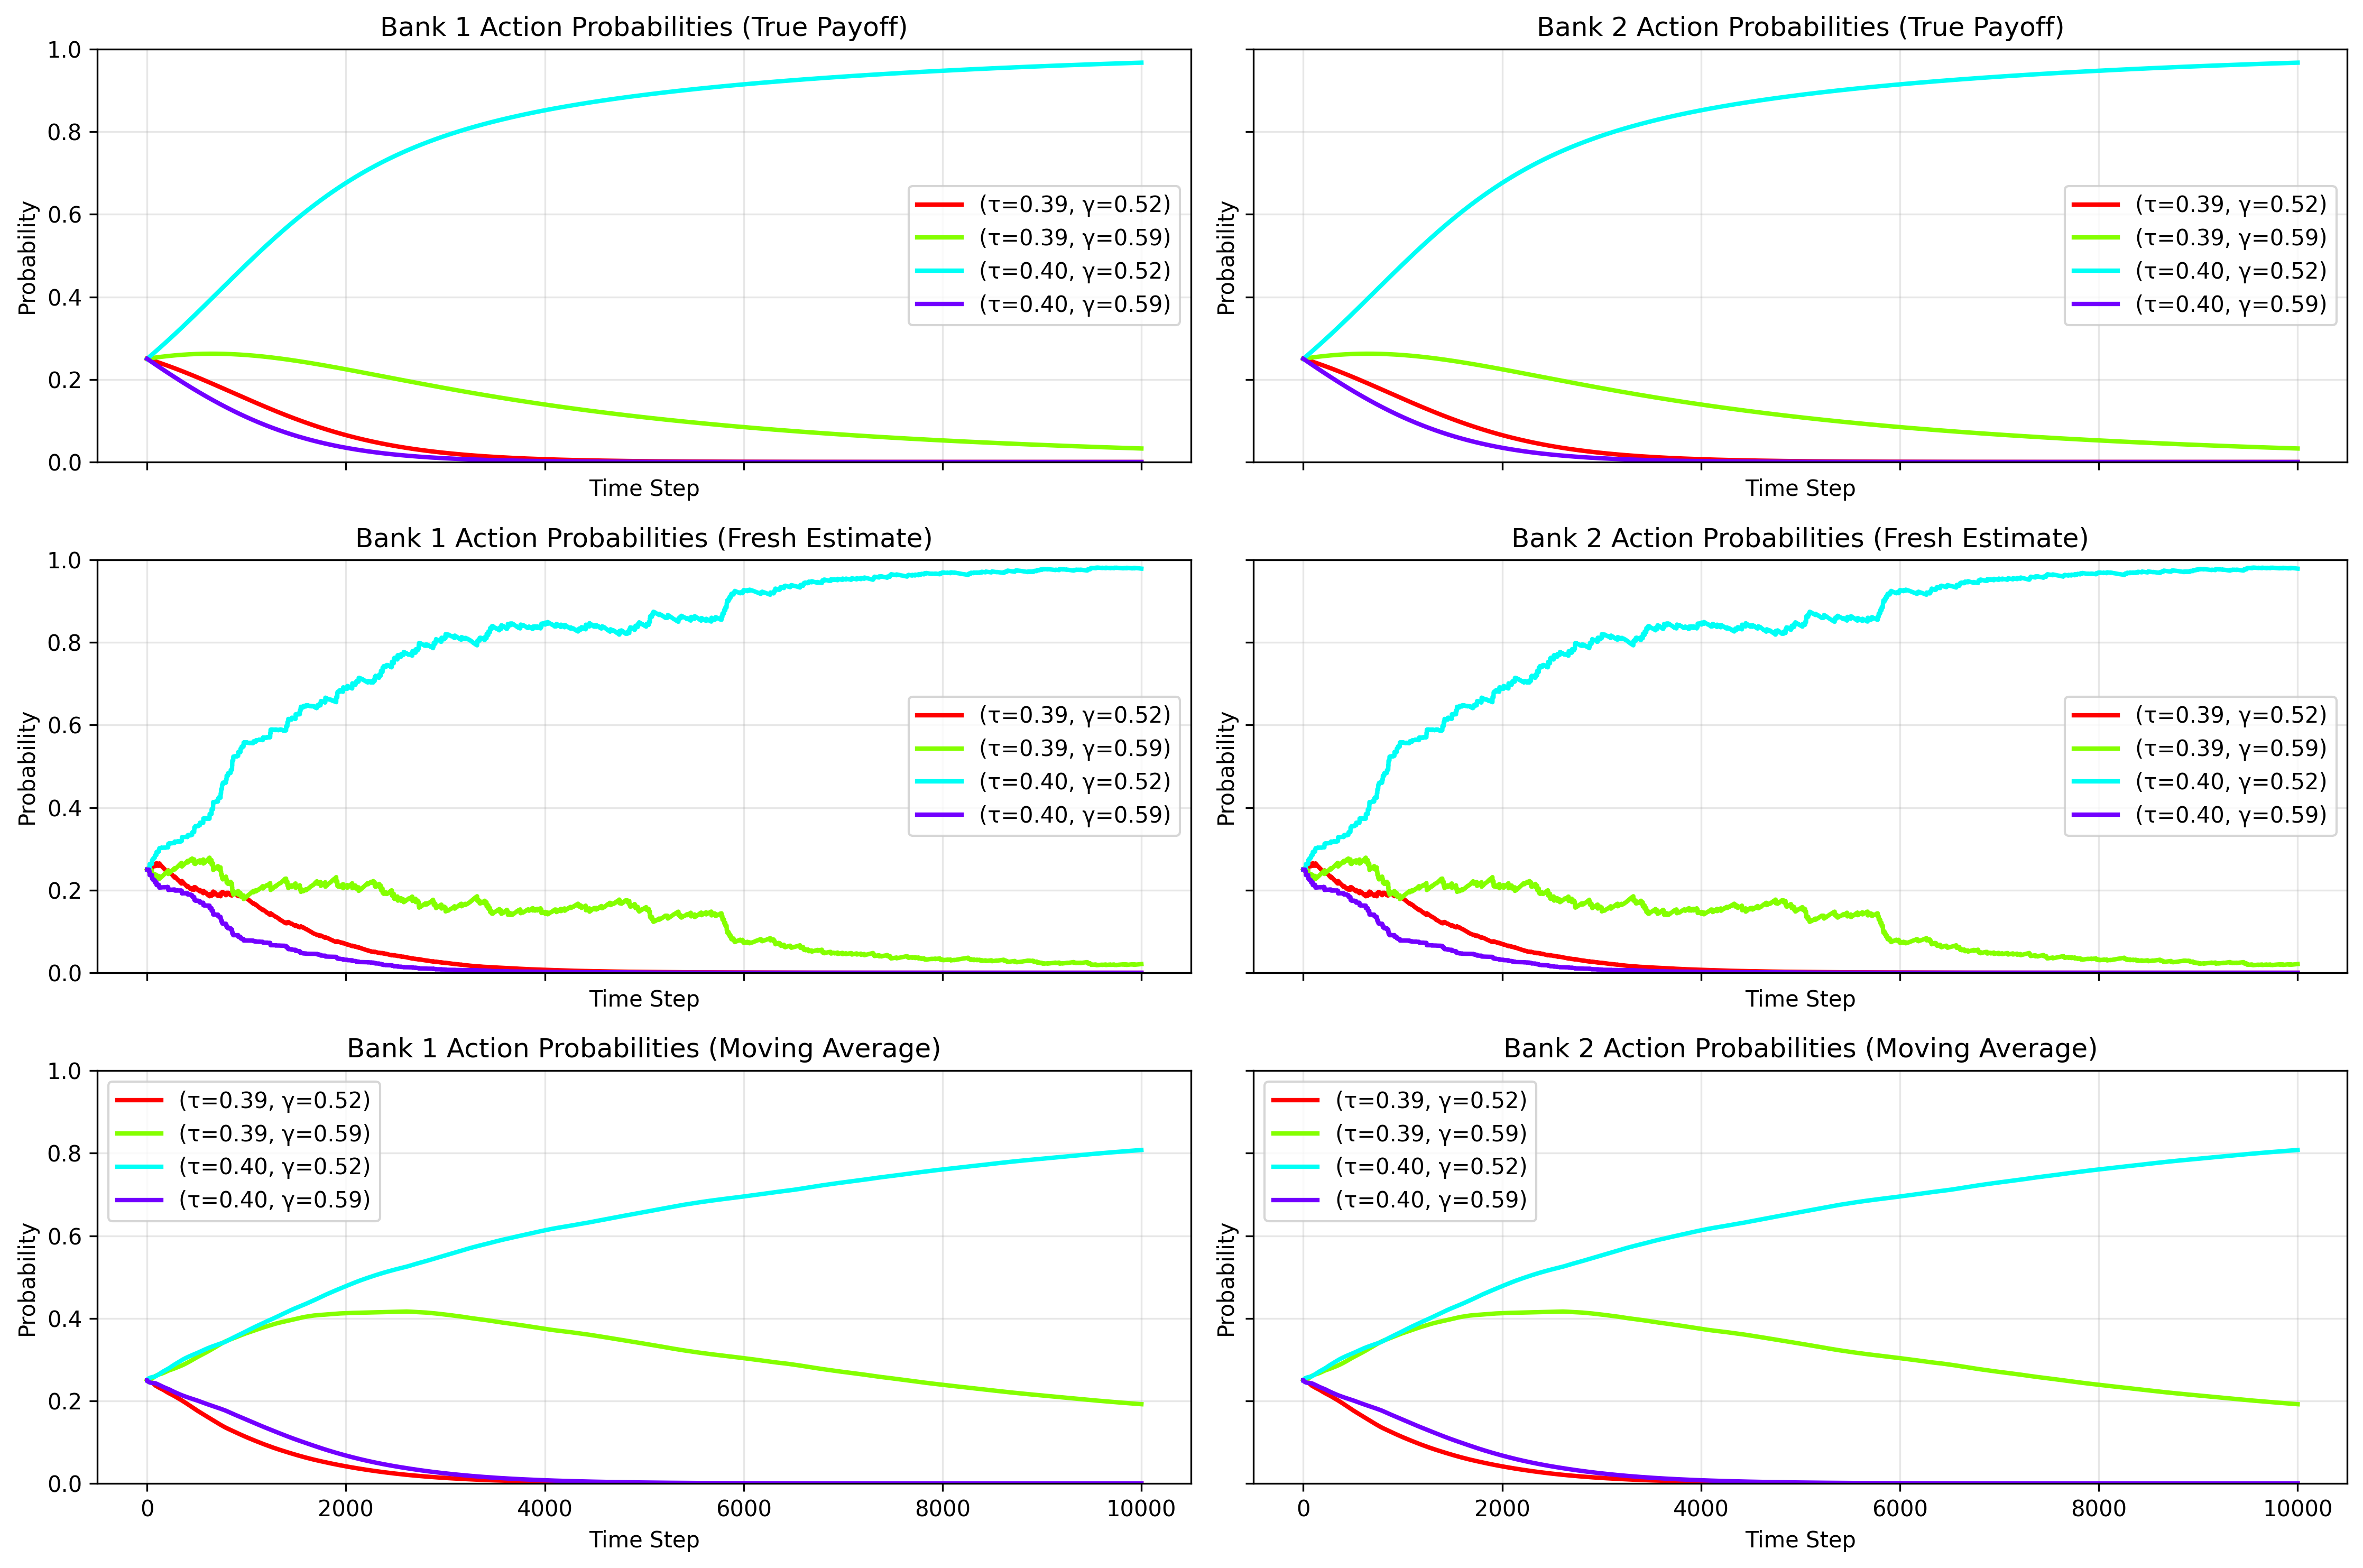 Bank 1 Action Probabilities (True Payoff)
Probability
1.0
0.8
0.6
0.4
0.2
0.0
(τ=0.39, γ=0.52)
(τ=0.39, γ=0.59)
(τ=0.40, γ=0.52)
(τ=0.40, γ=0.59)
Time Step
Bank 2 Action Probabilities (True Payoff)
Probability
(τ=0.39, γ=0.52)
(τ=0.39, γ=0.59)
(τ=0.40, γ=0.52)
(τ=0.40, γ=0.59)
Time Step
Bank 1 Action Probabilities (Fresh Estimate)
Probability
1.0
0.8
0.6
0.4
0.2
0.0
(τ=0.39, γ=0.52)
(τ=0.39, γ=0.59)
(τ=0.40, γ=0.52)
(τ=0.40, γ=0.59)
Time Step
Bank 2 Action Probabilities (Fresh Estimate)
Probability
(τ=0.39, γ=0.52)
(τ=0.39, γ=0.59)
(τ=0.40, γ=0.52)
(τ=0.40, γ=0.59)
Time Step
Bank 1 Action Probabilities (Moving Average)
Probability
1.0
0.8
0.6
0.4
0.2
0.0
(τ=0.39, γ=0.52)
(τ=0.39, γ=0.59)
(τ=0.40, γ=0.52)
(τ=0.40, γ=0.59)
0 2000 4000 6000 8000 10000
Time Step
Bank 2 Action Probabilities (Moving Average)
Probability
(τ=0.39, γ=0.52)
(τ=0.39, γ=0.59)
(τ=0.40, γ=0.52)
(τ=0.40, γ=0.59)
0 2000 4000 6000 8000 10000
Time Step